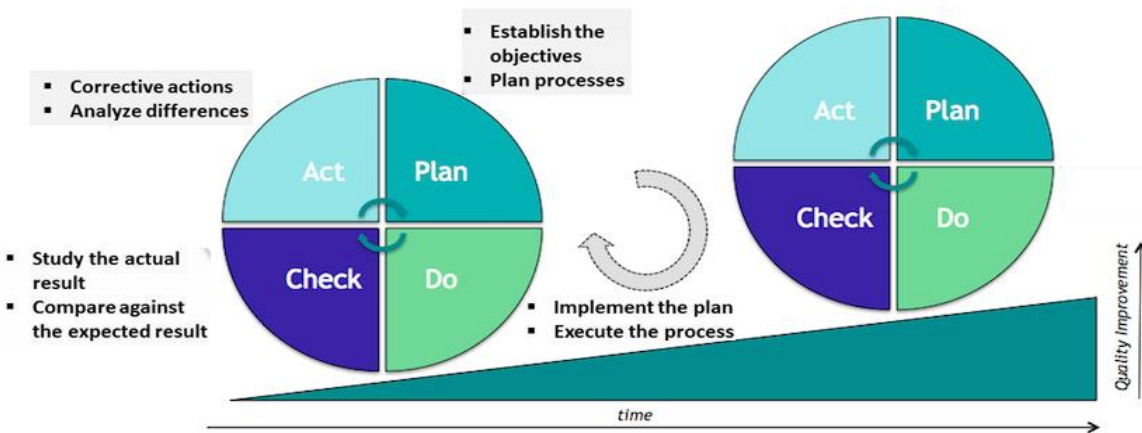 ▪ Establish the
objectives
▪ Plan processes
▪ Corrective actions
▪ Analyze differences
Act
Plan
Check
Do
▪ Study the actual
result
▪ Compare against
the expected result
▪ Implement the plan
▪ Execute the process
Act
Plan
Check
Do
Quality Improvement
time